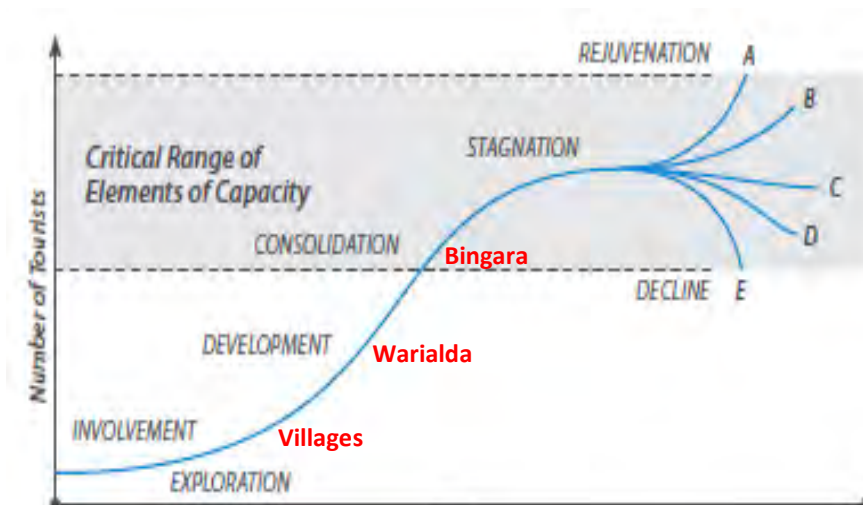 REJUVENATION
A
B
Critical Range of
Elements of Capacity
STAGNATION
C
D
CONSOLIDATION
Bingara
DECLINE
E
Number of Tourists
DEVELOPMENT
Warialda
INVOLVEMENT
Villages
EXPLORATION